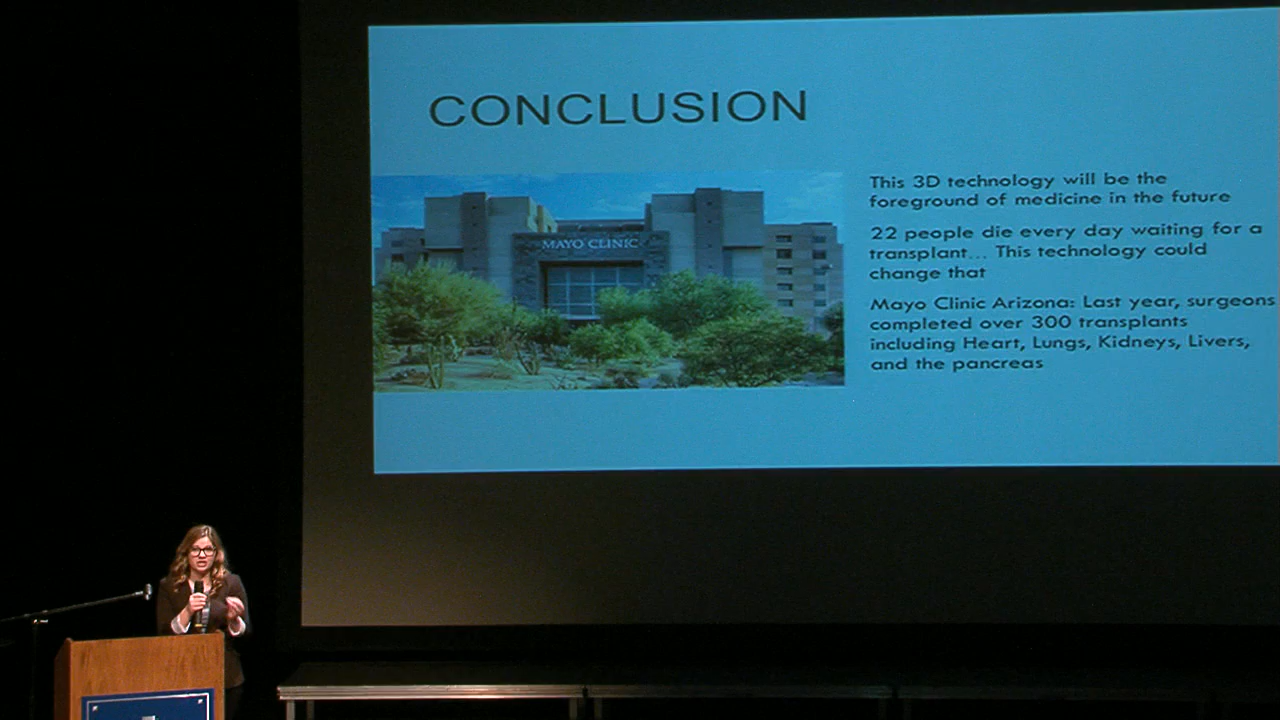 CONCLUSION
MAYO CLINIC
This 3D technology will be the
foreground of medicine in the future
22 people die every day waiting for a
transplant... This technology could
change that
Mayo Clinic Arizona: Last year, surgeons
completed over 300 transplants
including Heart, Lungs, Kidneys, Livers,
and the pancreas